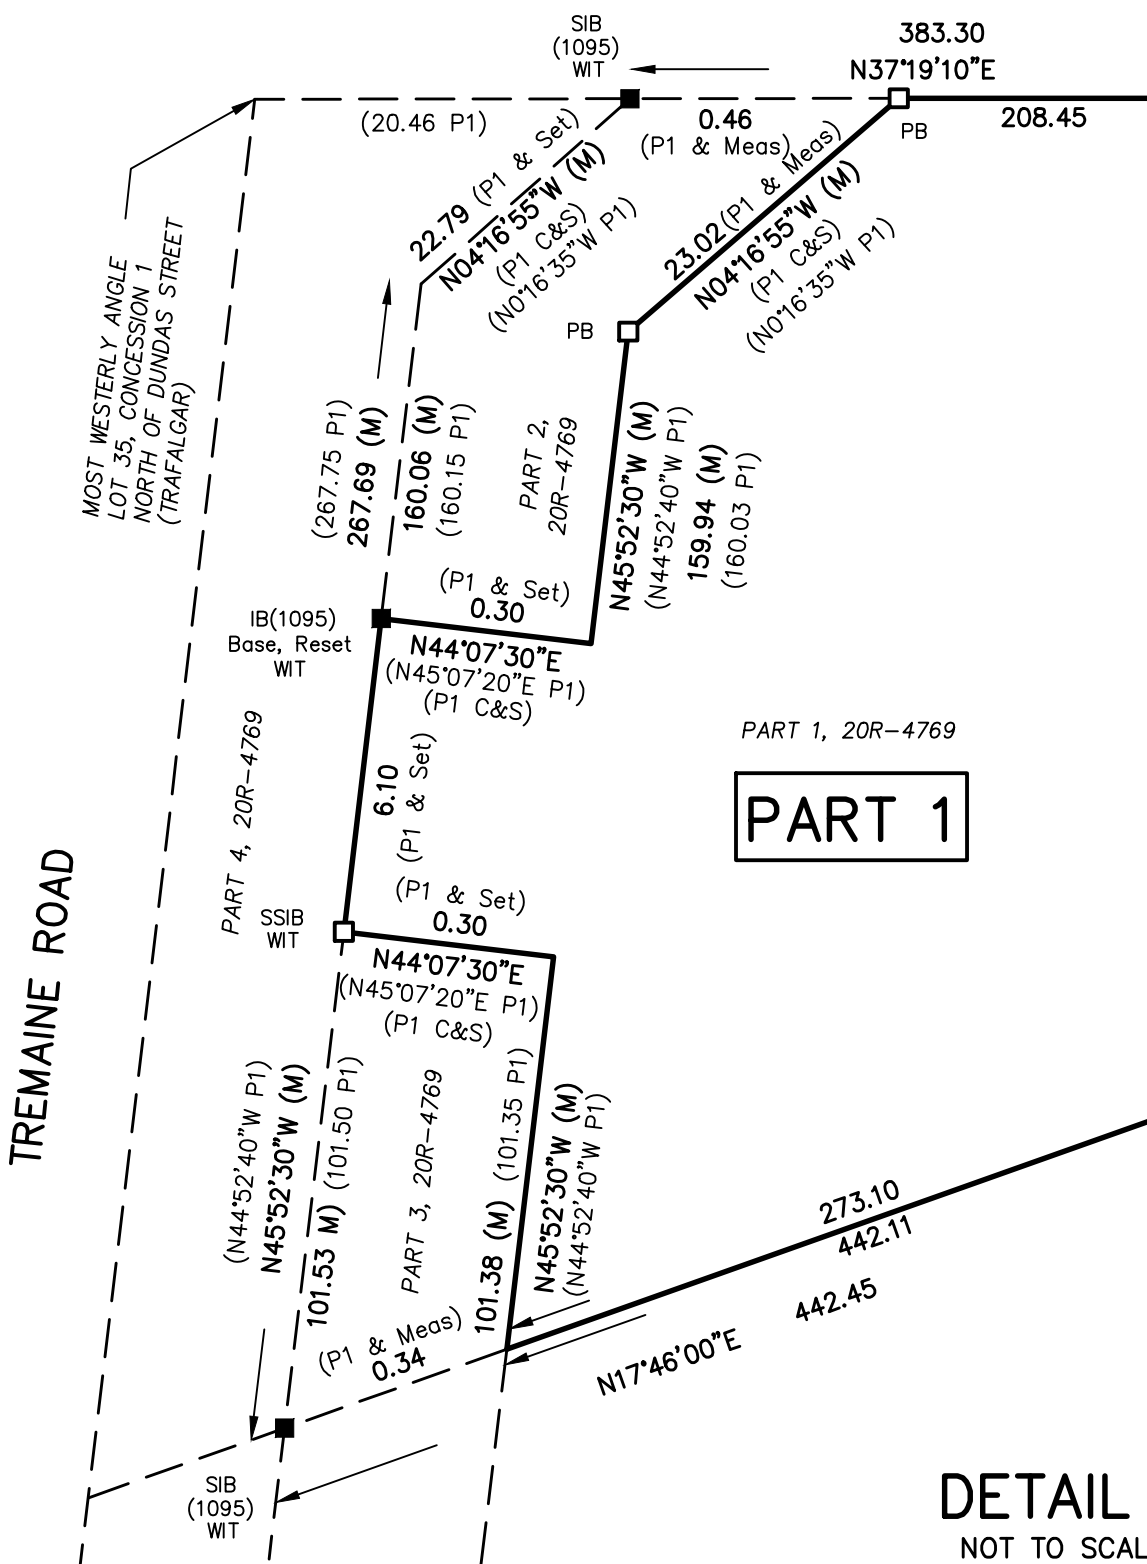 SIB
(1095)
WIT
383.30
N37°19'10"E
(20.46 P1)
0.46
(P1 & Meas)
PB
208.45
22.79 (P1 & Set)
N04°16'55"W (M)
(P1 C&S)
(N0°16'35"W P1)
23.02(P1 & Meas)
N04°16'55"W (M)
(P1 C&S)
(N0°16'35"W P1)
MOST WESTERLY ANGLE
LOT 35, CONCESSION 1
NORTH OF DUNDAS STREET
(TRAFALGAR)
PB
(267.75 P1)
267.69 (M)
160.06 (M)
(160.15 P1)
PART 2,
20R-4769
N45°52'30"W (M)
(N44°52'40"W P1)
159.94 (M)
(160.03 P1)
(P1 & Set)
0.30
IB(1095)
Base, Reset
WIT
N44°07'30"E
(N45°07'20"E P1)
(P1 C&S)
PART 4, 20R-4769
6.10
(P1 & Set)
PART 1, 20R-4769
PART 1
TREMAINE ROAD
(P1 & Set)
0.30
SSIB
WIT
N44°07'30"E
(N45°07'20"E P1)
(P1 C&S)
(N44°52'40"W P1)
N45°52'30"W (M)
101.53 M) (101.50 P1)
PART 3, 20R-4769
101.38 (M) (101.35 P1)
N45°52'30"W (M)
(N44°52'40"W P1)
273.10
442.11
442.45
N17°46'00"E
(P1 & Meas)
0.34
SIB
(1095)
WIT
DETAIL
NOT TO SCAL